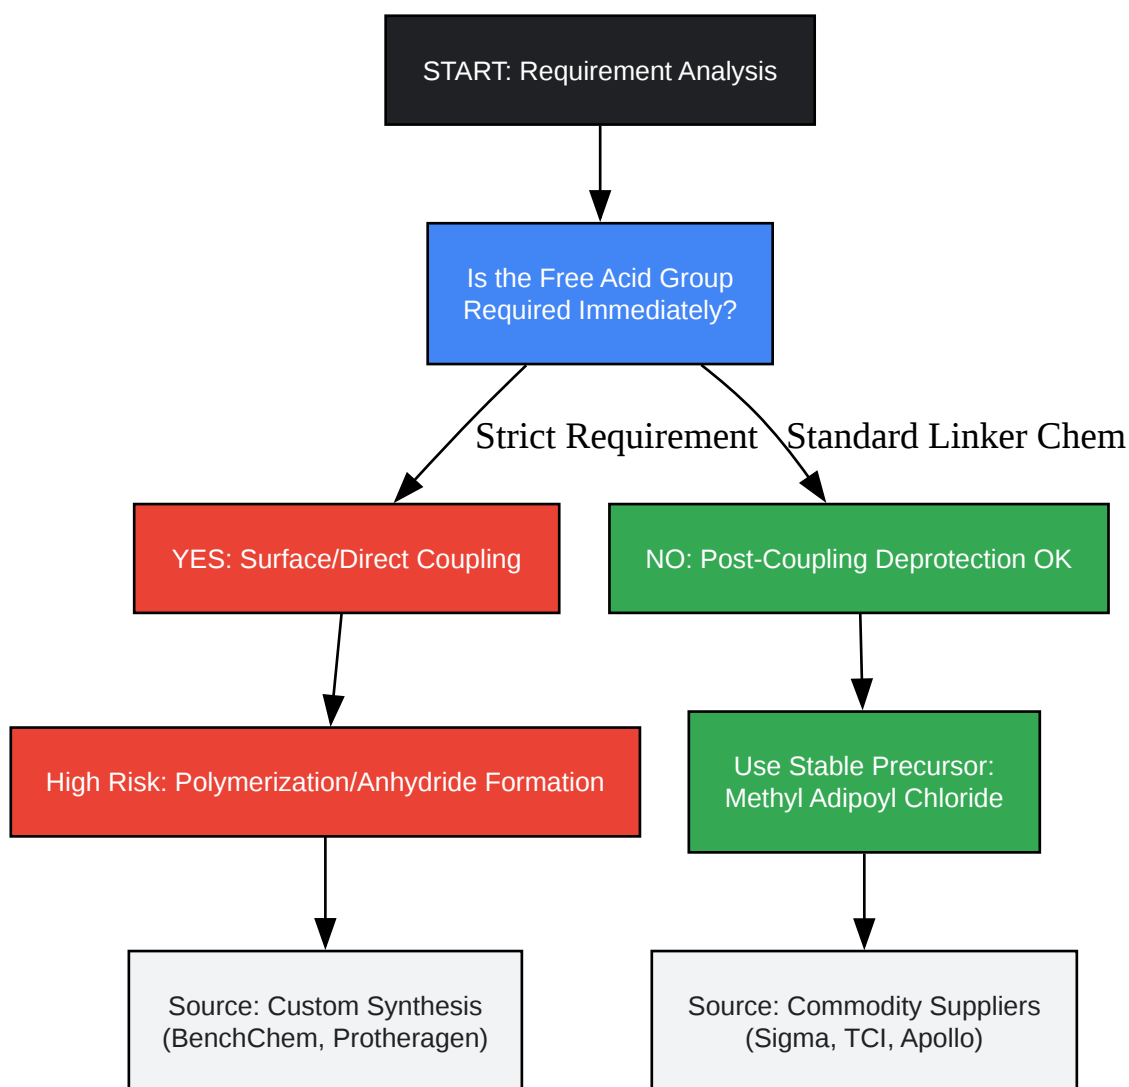 START: Requirement Analysis
Is the Free Acid Group
Required Immediately?
Strict Requirement
Standard Linker Chem
YES: Surface/Direct Coupling
NO: Post-Coupling Deprotection OK
High Risk: Polymerization/Anhydride Formation
Use Stable Precursor:
Methyl Adipoyl Chloride
Source: Custom Synthesis
(BenchChem, Protheragen)
Source: Commodity Suppliers
(Sigma, TCI, Apollo)